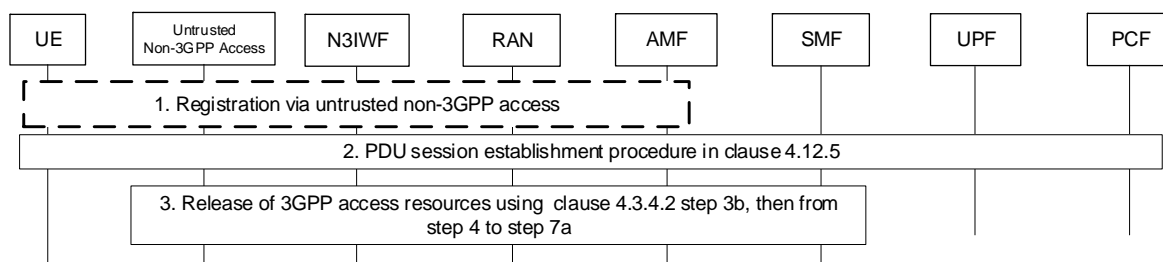 UE
Untrusted
Non-3GPP Access
N3IWF
RAN
AMF
SMF
UPF
PCF
1. Registration via untrusted non-3GPP access
2. PDU session establishment procedure in clause 4.12.5
3. Release of 3GPP access resources using clause 4.3.4.2 step 3b, then from
step 4 to step 7a